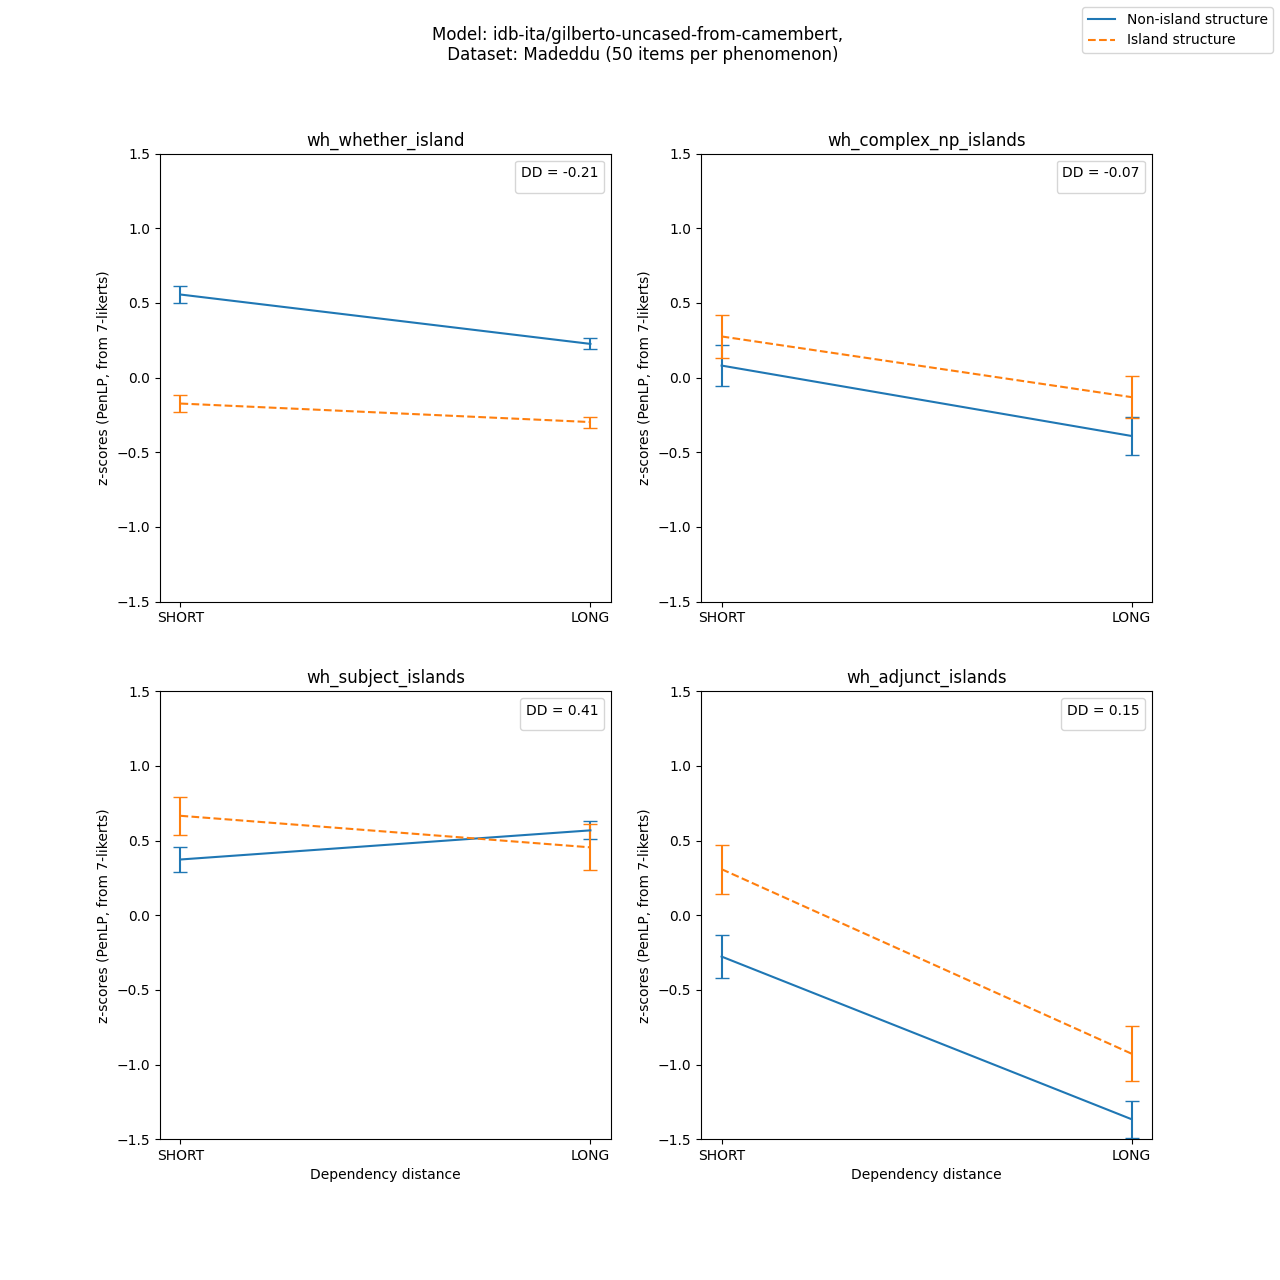 Model: idb-ita/gilberto-uncased-from-camembert,
Dataset: Madeddu (50 items per phenomenon)
Non-island structure
Island structure
wh_whether_island
DD = -0.21
z-scores (PenLP, from 7-likerts)
1.5
1.0
0.5
0.0
−0.5
−1.0
−1.5
SHORT
LONG
wh_complex_np_islands
DD = -0.07
z-scores (PenLP, from 7-likerts)
1.5
1.0
0.5
0.0
−0.5
−1.0
−1.5
SHORT
LONG
wh_subject_islands
DD = 0.41
z-scores (PenLP, from 7-likerts)
1.5
1.0
0.5
0.0
−0.5
−1.0
−1.5
SHORT
LONG
Dependency distance
wh_adjunct_islands
DD = 0.15
z-scores (PenLP, from 7-likerts)
1.5
1.0
0.5
0.0
−0.5
−1.0
−1.5
SHORT
LONG
Dependency distance